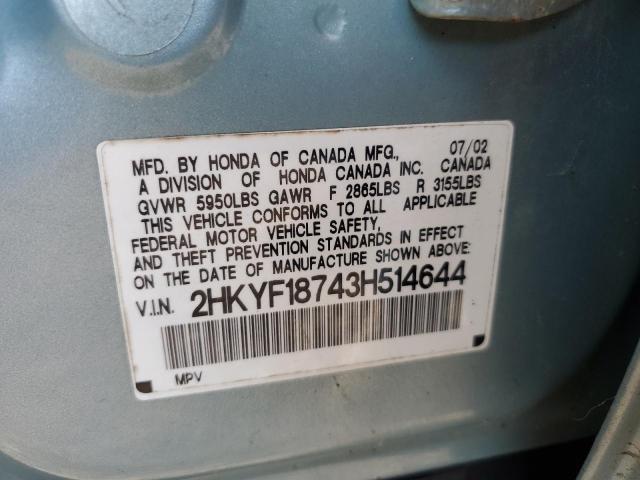 MFD. BY HONDA OF CANADA MFG., 07/02
A DIVISION OF HONDA CANADA INC. CANADA
GVWR 5950LBS GAWR F 2865LBS R 3155LBS
THIS VEHICLE CONFORMS TO ALL APPLICABLE
FEDERAL MOTOR VEHICLE SAFETY,
AND THEFT PREVENTION STANDARDS IN EFFECT
ON THE DATE OF MANUFACTURE SHOWN ABOVE.
V.I.N. 2HKYF18743H514644
MPV